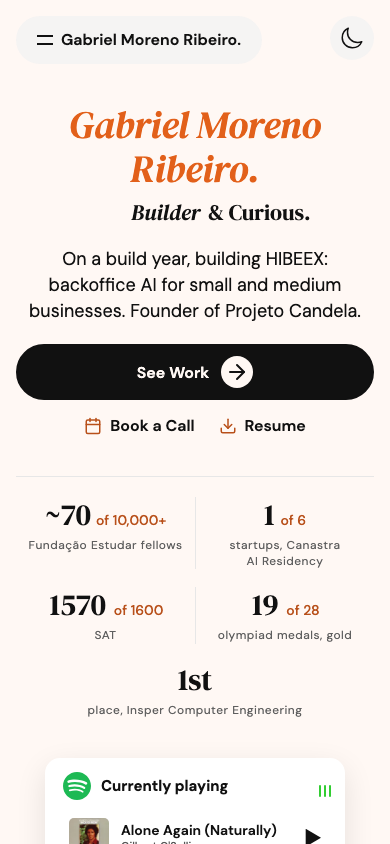 Gabriel Moreno Ribeiro.
Gabriel Moreno
Ribeiro.
Builder & Curious.
On a build year, building HIBEEX:
backoffice AI for small and medium
businesses. Founder of Projeto Candela.
See Work
Book a Call Resume
~70 of 10,000+
Fundação Estudar fellows
1 of 6
startups, Canastra
AI Residency
1570 of 1600
SAT
19 of 28
olympiad medals, gold
1st
place, Insper Computer Engineering
Currently playing
Alone Again (Naturally)